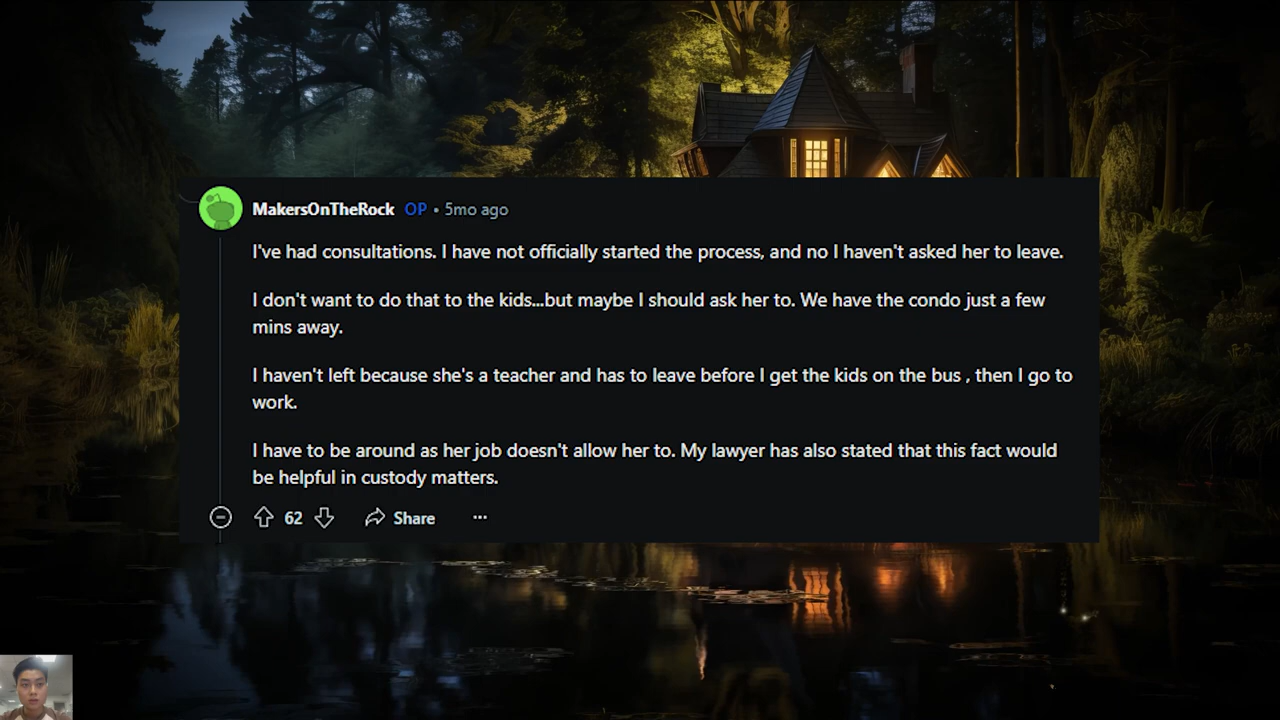 MakersOnTheRock OP • 5mo ago
I've had consultations. I have not officially started the process, and no I haven't asked her to leave.
I don't want to do that to the kids...but maybe I should ask her to. We have the condo just a few
mins away.
I haven't left because she's a teacher and has to leave before I get the kids on the bus , then I go to
work.
I have to be around as her job doesn't allow her to. My lawyer has also stated that this fact would
be helpful in custody matters.
62 Share ...